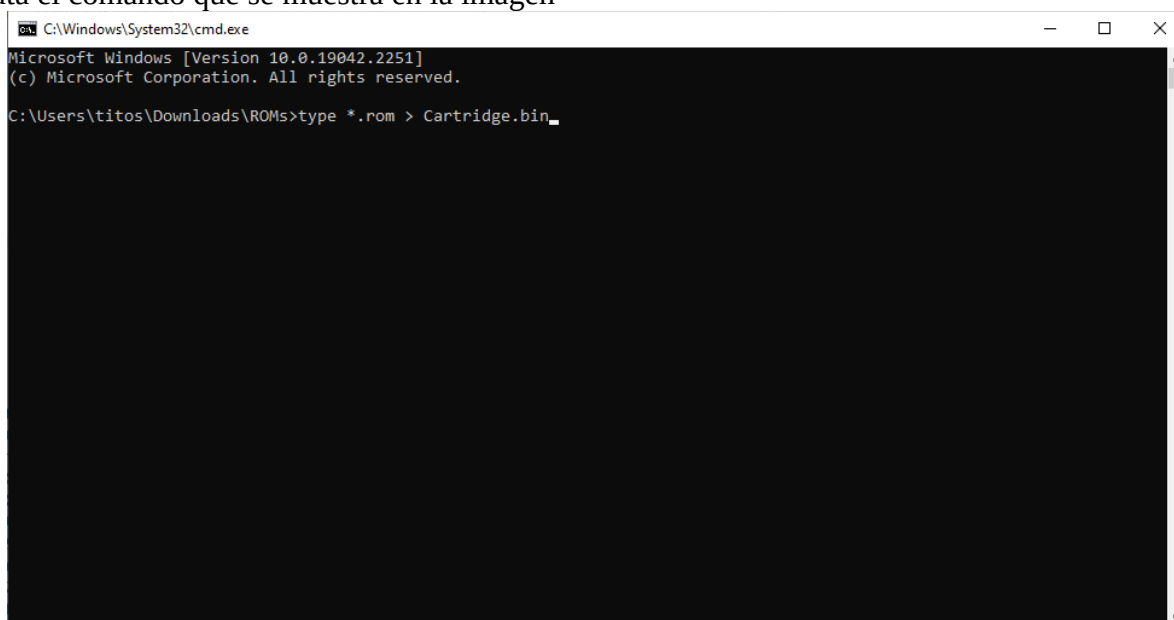 el comando que se muestra en la imagen
C:\Windows\System32\cmd.exe
Microsoft Windows [Version 10.0.19042.2251]
(c) Microsoft Corporation. All rights reserved.
C:\Users\titos\Downloads\ROMs>type *.rom > Cartridge.bin